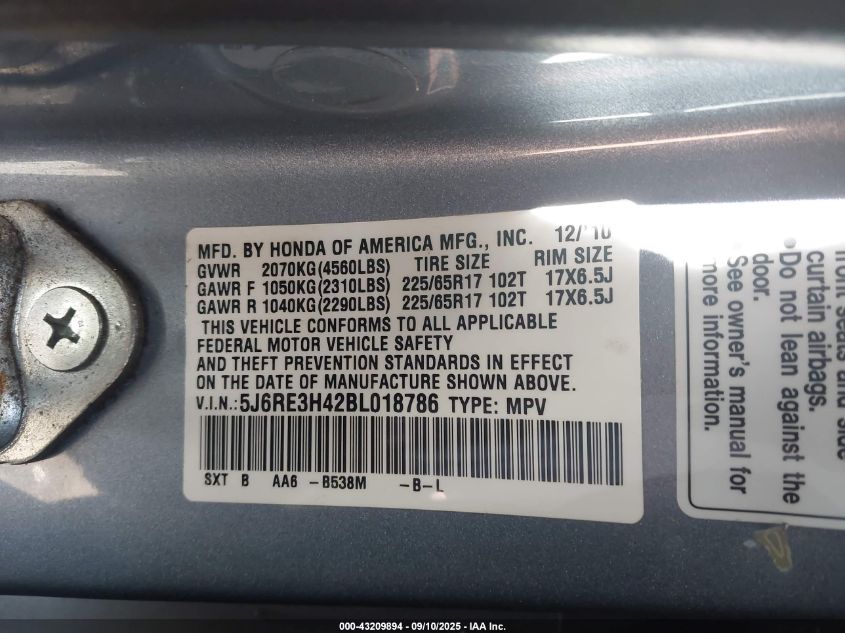 MFD. BY HONDA OF AMERICA MFG., INC. 12/'10
GVWR 2070KG(4560LBS) TIRE SIZE RIM SIZE
GAWR F 1050KG(2310LBS) 225/65R17 102T 17X6.5J
GAWR R 1040KG(2290LBS) 225/65R17 102T 17X6.5J
THIS VEHICLE CONFORMS TO ALL APPLICABLE
FEDERAL MOTOR VEHICLE SAFETY
AND THEFT PREVENTION STANDARDS IN EFFECT
ON THE DATE OF MANUFACTURE SHOWN ABOVE.
V.I.N.:5J6RE3H42BL018786 TYPE: MPV
SXT B AA6 -B538M -B-L
front seats and side
curtain airbags.
•Do not lean against the
door.
See owner's manual for
more information.
000-43209894 - 09/10/2025 - IAA Inc.